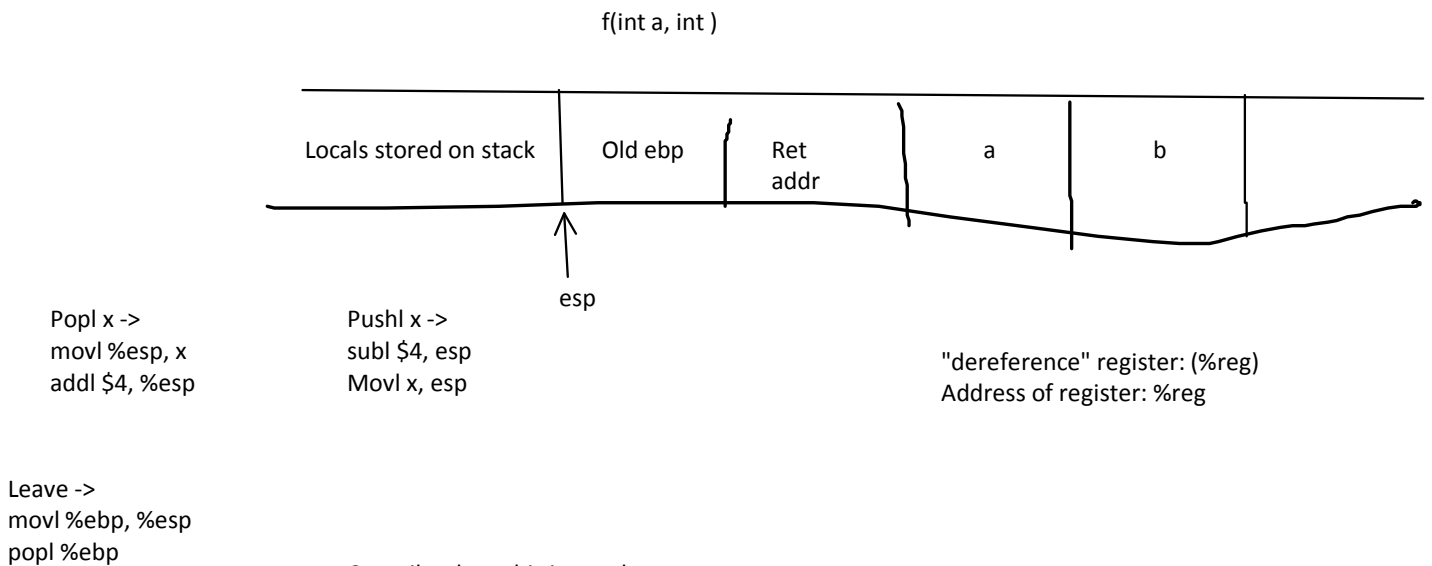 f(int a, int )
Locals stored on stack
Old ebp
Ret
addr
a
b
esp
Popl x ->
movl %esp, x
addl $4, %esp
Pushl x ->
subl $4, esp
Movl x, esp
"dereference" register: (%reg)
Address of register: %reg
Leave ->
movl %ebp, %esp
popl %ebp